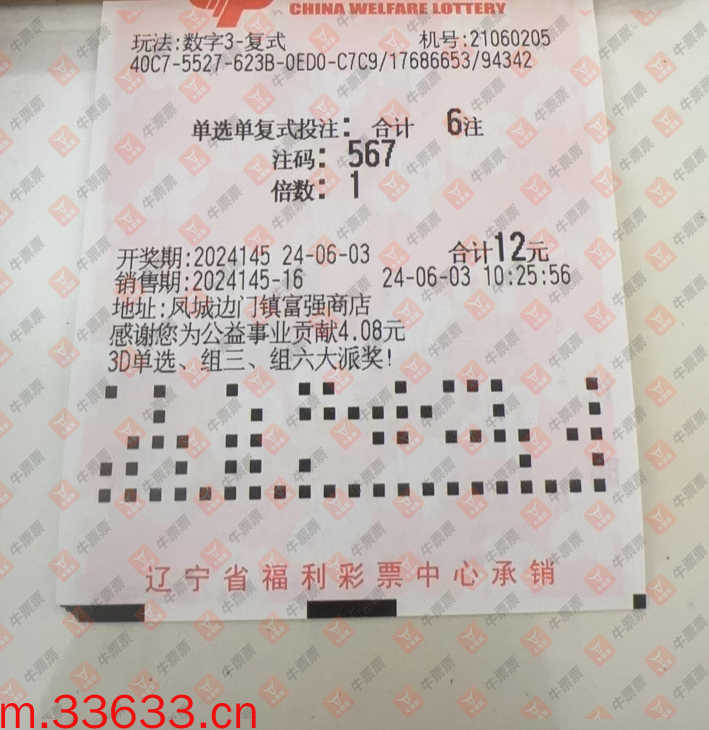 CHINA WELFARE LOTTERY
玩法:数字3-复式 机号:21060205
40C7-5527-623B-0ED0-C7C9/17686653/94342
单选单复式投注: 合计 6注
注码: 567
倍数: 1
开奖期:2024145 24-06-03 合计12元
销售期:2024145-16 24-06-03 10:25:56
地址:凤城边门镇富强商店
感谢您为公益事业贡献4.08元
3D单选、组三、组六大派奖!
辽宁省福利彩票中心承销
牛票票
m.33633.cn